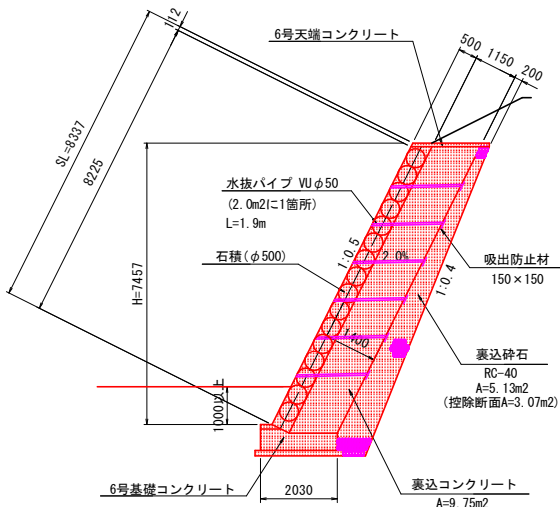 6号天端コンクリート
500
1150
200
112
SL=8337
8225
H=7457
水抜パイプ VUφ50
(2.0m2に1箇所)
L=1.9m
石積(φ500)
1:0.5
2.0%
1:0.4
吸出防止材
150×150
1400
裏込砕石
RC-40
A=5.13m2
(控除断面A=3.07m2)
1000以上
6号基礎コンクリート
2030
裏込コンクリート
A=9.75m2